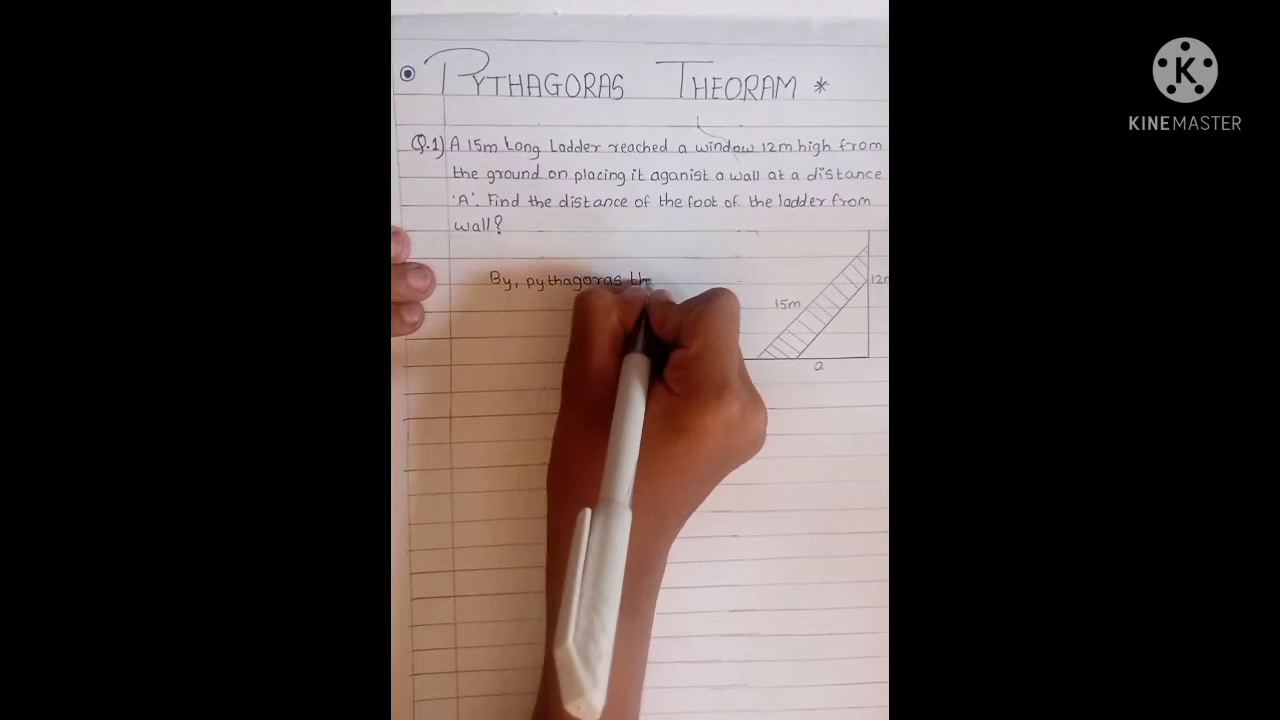 PYTHAGORAS THEORAM *
Q.1) A 15m Long Ladder reached a window 12m high from
the ground on placing it aganist a wall at a distance
'A'. Find the distance of the foot of the ladder from
wall?
By, pythagoras th
12m
15m
a
K
KINEMASTER